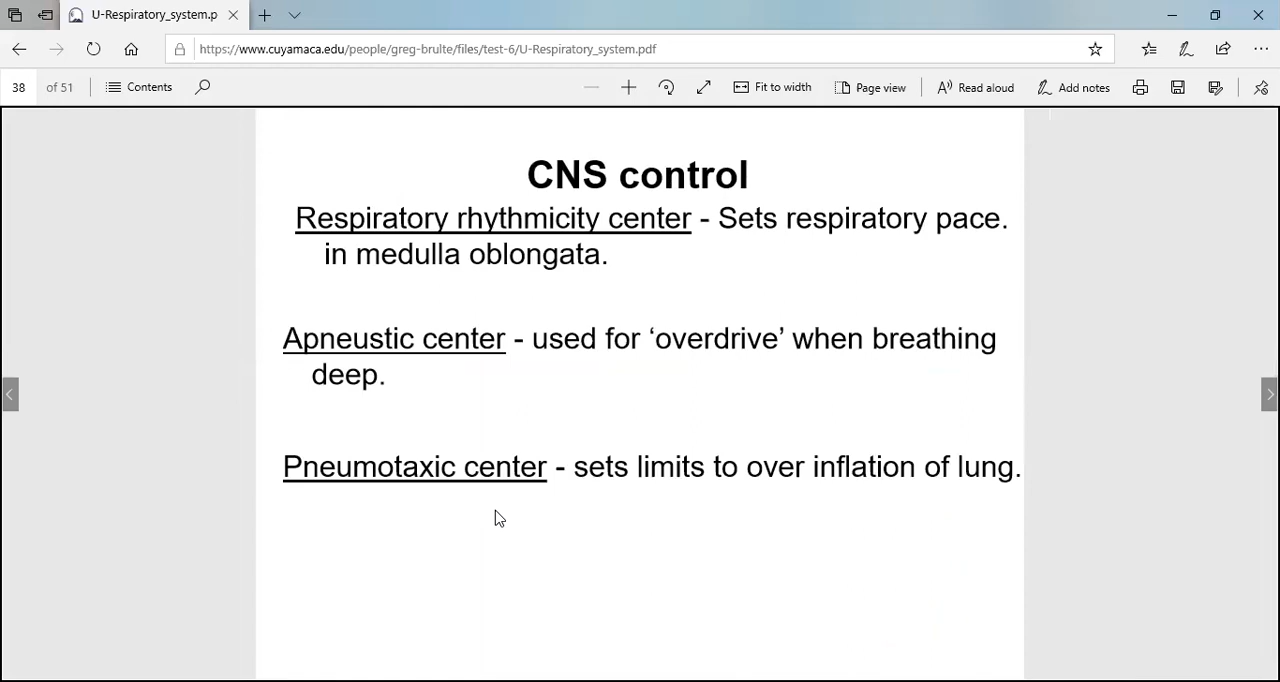 U-Respiratory_system.p
https://www.cuyamaca.edu/people/greg-brulte/files/test-6/U-Respiratory_system.pdf
38 of 51 Contents Fit to width Page view Read aloud Add notes
CNS control
Respiratory rhythmicity center - Sets respiratory pace.
in medulla oblongata.
Apneustic center - used for ‘overdrive’ when breathing
deep.
Pneumotaxic center - sets limits to over inflation of lung.